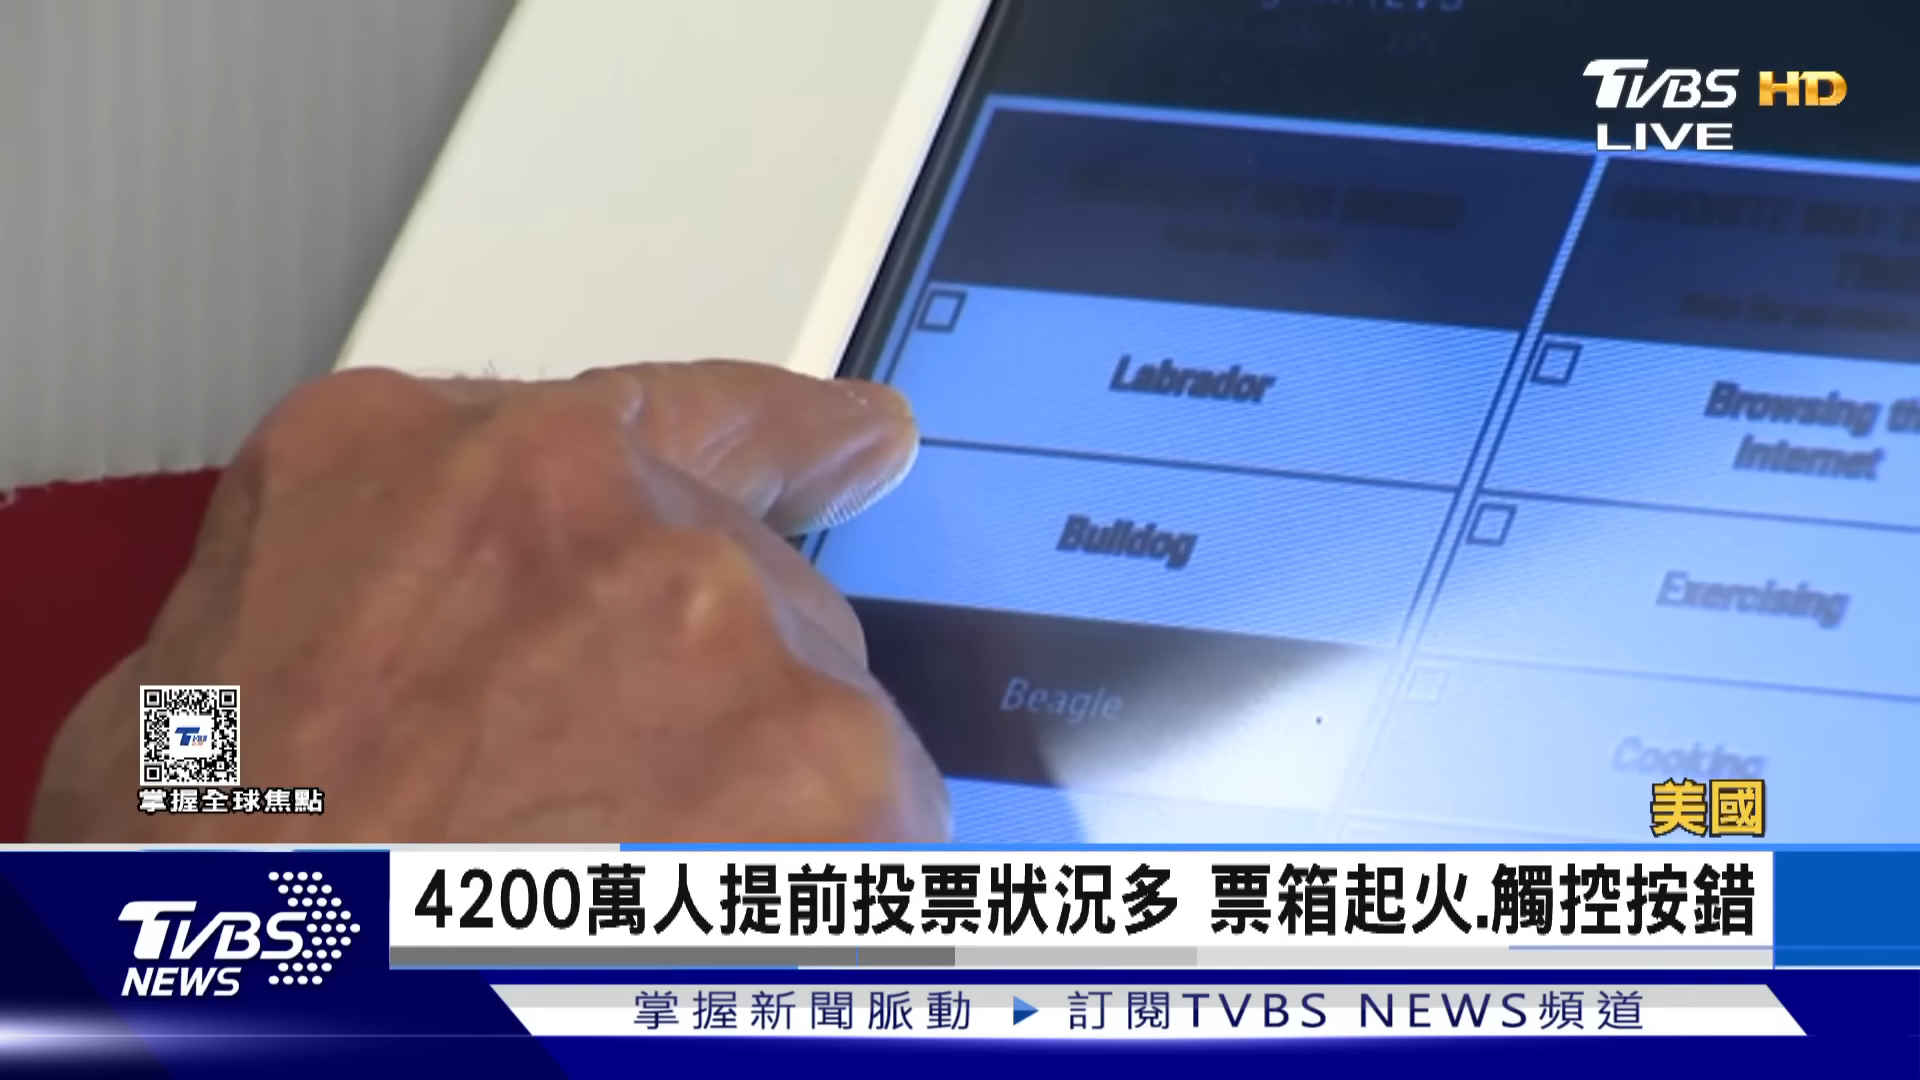 TVBS HD
LIVE
FAVORITE
Labrador
Browsing
Internet
Bulldog
Exercising
Beagle
Cooking
TVBS
掌握全球焦點
美國
4200萬人提前投票狀況多 票箱起火.觸控按錯
TVBS
NEWS
掌握新聞脈動 ▶ 訂閱TVBS NEWS頻道